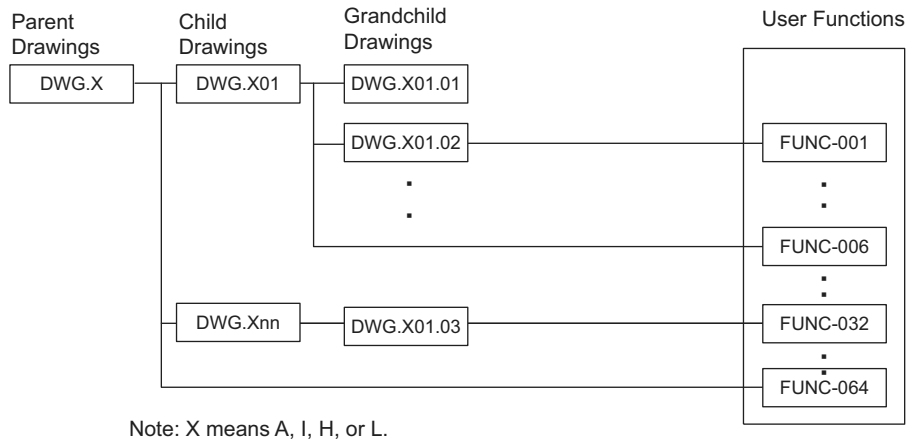 Parent
Drawings
Child
Drawings
Grandchild
Drawings
User Functions
DWG.X
DWG.X01
DWG.X01.01
DWG.X01.02
FUNC-001
FUNC-006
DWG.Xnn
DWG.X01.03
FUNC-032
FUNC-064
Note: X means A, I, H, or L.